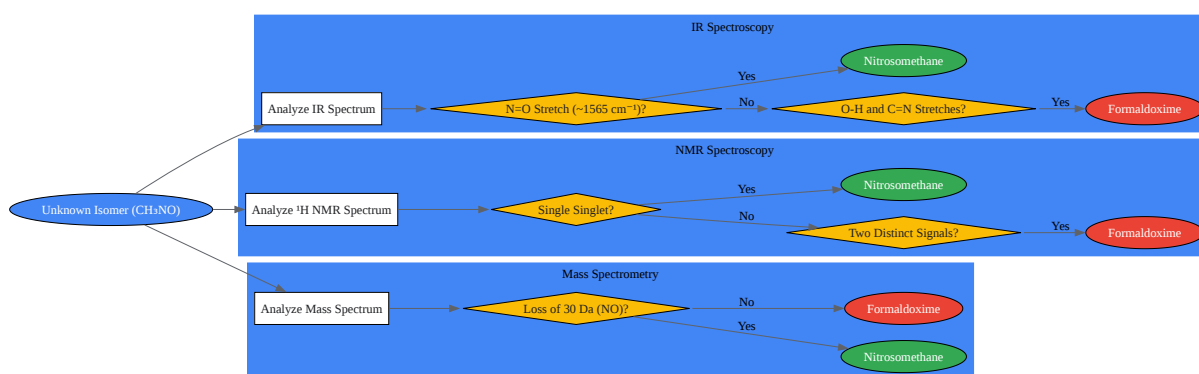 IR Spectroscopy
Nitrosomethane
Yes
Analyze IR Spectrum
N=O Stretch (~1565 cm⁻¹)?
No
O-H and C=N Stretches?
Yes
Formaldoxime
NMR Spectroscopy
Nitrosomethane
Yes
Unknown Isomer (CH₃NO)
Analyze ¹H NMR Spectrum
Single Singlet?
No
Two Distinct Signals?
Yes
Formaldoxime
Mass Spectrometry
Analyze Mass Spectrum
Loss of 30 Da (NO)?
No
Formaldoxime
Yes
Nitrosomethane